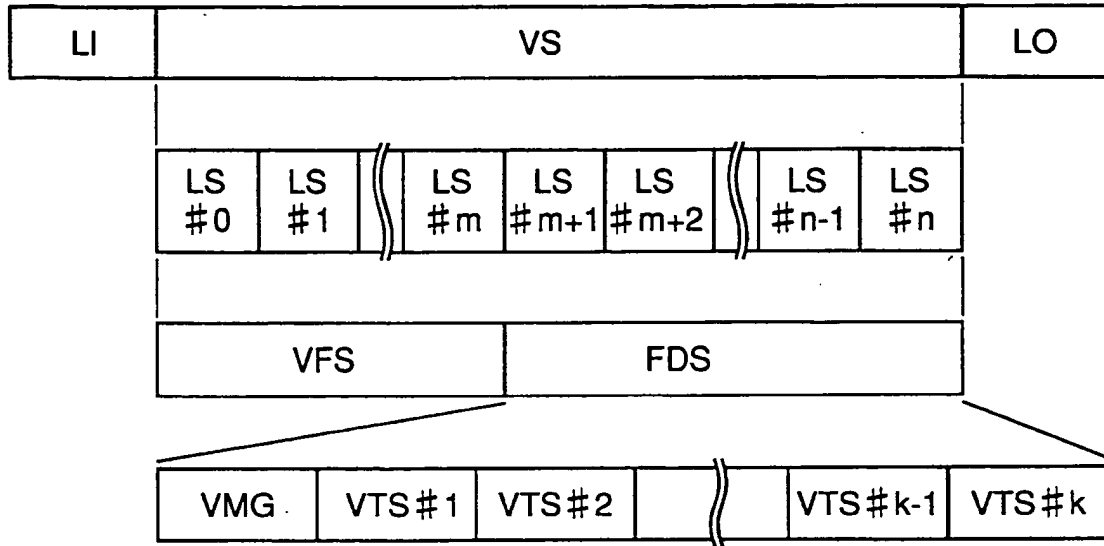 LI VS LO
LS LS LS LS LS LS LS
#0 #1 #m #m+1 #m+2 #n-1 #n
VFS FDS
VMG VTS#1 VTS#2 VTS#k-1 VTS#k